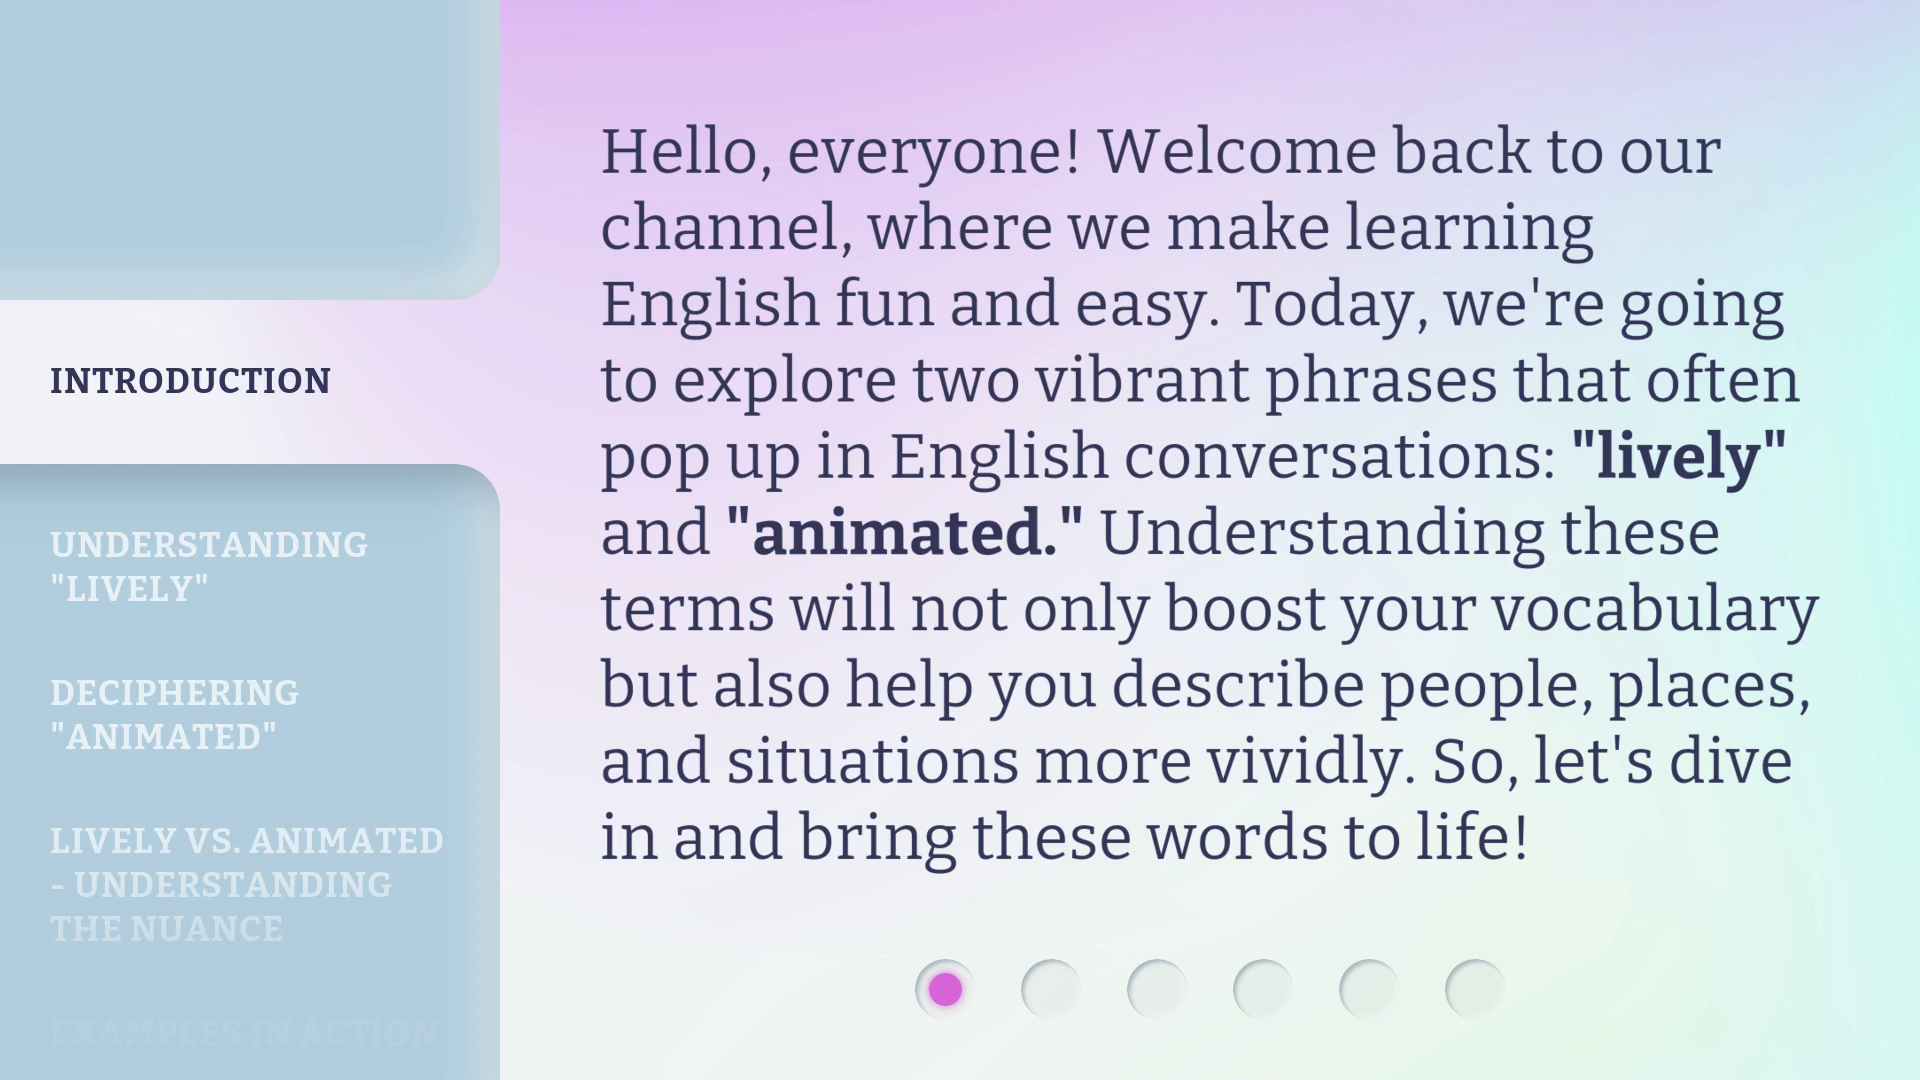 INTRODUCTION
UNDERSTANDING
"LIVELY"
DECIPHERING
"ANIMATED"
LIVELY VS. ANIMATED
- UNDERSTANDING
THE NUANCE
EXAMPLES IN ACTION
Hello, everyone! Welcome back to our
channel, where we make learning
English fun and easy. Today, we're going
to explore two vibrant phrases that often
pop up in English conversations: "lively"
and "animated." Understanding these
terms will not only boost your vocabulary
but also help you describe people, places,
and situations more vividly. So, let's dive
in and bring these words to life!